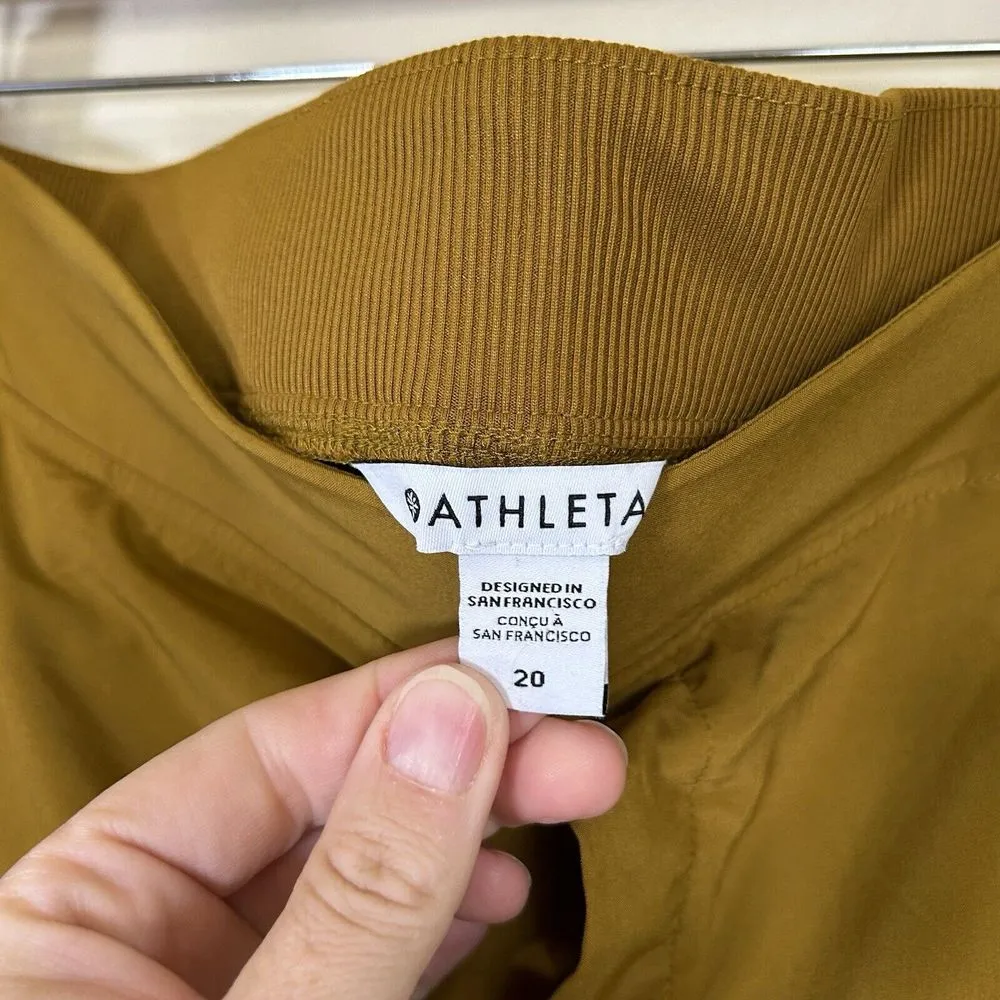 ATHLETA
DESIGNED IN
SAN FRANCISCO
CONÇU À
SAN FRANCISCO
20